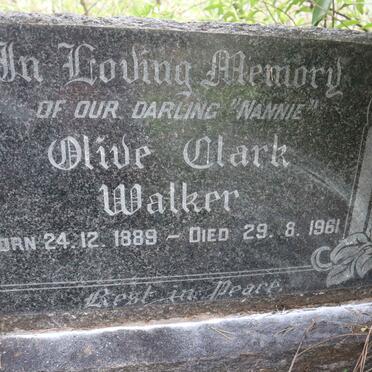 In Loving Memory
OF OUR DARLING "NANNIE"
Olive Clark
Walker
ORN 24.12.1889 – DIED 29.8.1961
Rest in Peace